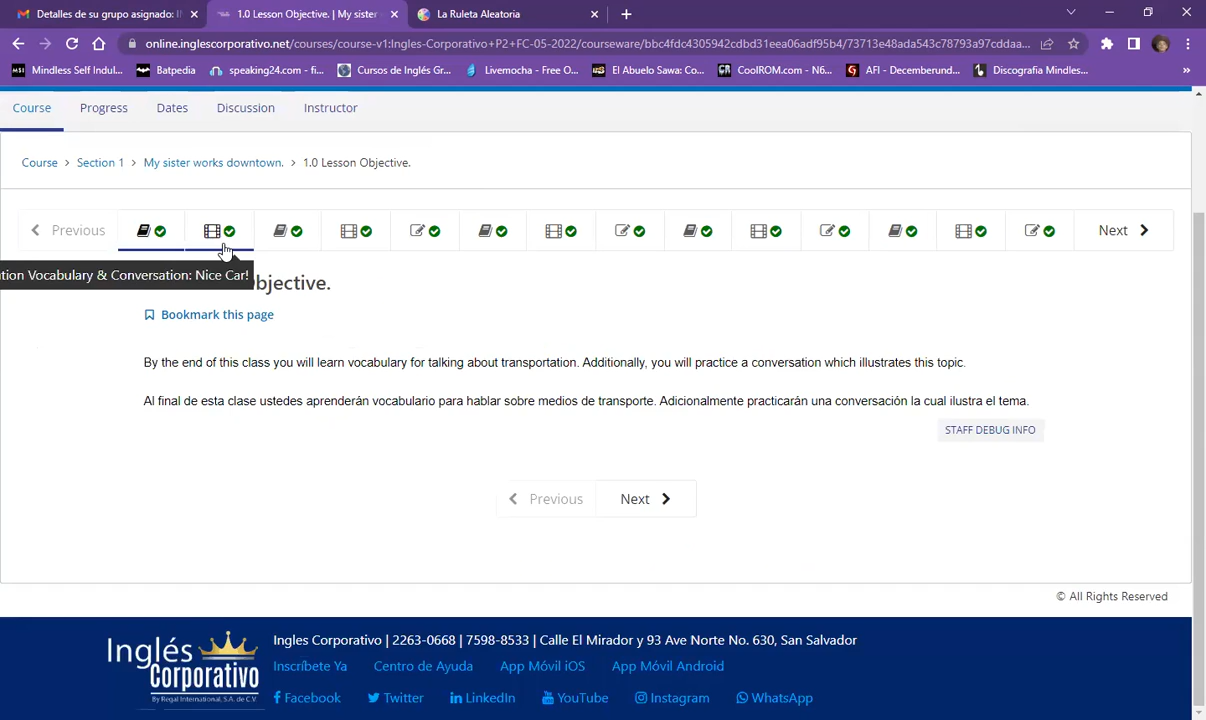 Detalles de su grupo asignado: I
1.0 Lesson Objective. | My sister
La Ruleta Aleatoria
online.inglescorporativo.net/courses/course-v1:Ingles-Corporativo+P2+FC-05-2022/courseware/bbc4fdc4305942cdbd31eea06adf95b4/73713e48ada543c78793a97cddaa...
Mindless Self Indul...
Batpedia
speaking24.com - fi...
Cursos de Inglés Gr...
Livemocha - Free O...
El Abuelo Sawa: Co...
CoolROM.com - N6...
AFI - Decemberund...
Discografia Mindles...
Course
Progress
Dates
Discussion
Instructor
Course > Section 1 > My sister works downtown. > 1.0 Lesson Objective.
Previous
Next
tion Vocabulary & Conversation: Nice Car!
bjective.
Bookmark this page
By the end of this class you will learn vocabulary for talking about transportation. Additionally, you will practice a conversation which illustrates this topic.
Al final de esta clase ustedes aprenderán vocabulario para hablar sobre medios de transporte. Adicionalmente practicarán una conversación la cual ilustra el tema.
STAFF DEBUG INFO
Previous
Next
© All Rights Reserved
Inglés
Corporativo
By Regal International, S.A. de C.V.
Ingles Corporativo | 2263-0668 | 7598-8533 | Calle El Mirador y 93 Ave Norte No. 630, San Salvador
Inscríbete Ya
Centro de Ayuda
App Móvil iOS
App Móvil Android
Facebook
Twitter
LinkedIn
YouTube
Instagram
WhatsApp